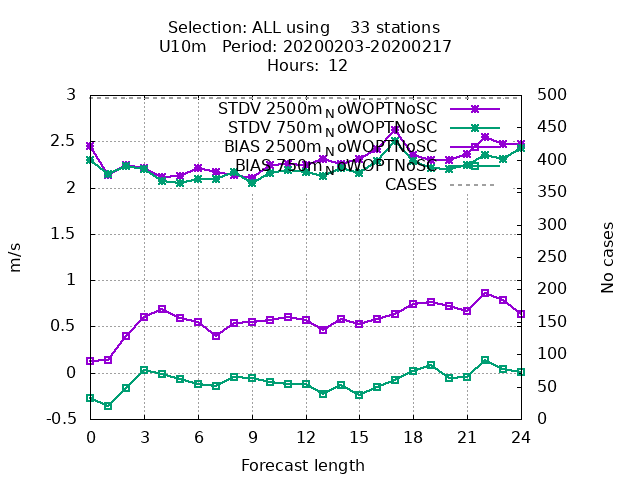 Selection: ALL using 33 stations
U10m Period: 20200203-20200217
Hours: 12
STDV 2500m_NoWOPTNoSC
STDV 750m_NoWOPTNoSC
BIAS 2500m_NoWOPTNoSC
BIAS 750m_NoWOPTNoSC
CASES
3
2.5
2
1.5
1
0.5
0
-0.5
500
450
400
350
300
250
200
150
100
50
0
m/s
No cases
0 3 6 9 12 15 18 21 24
Forecast length